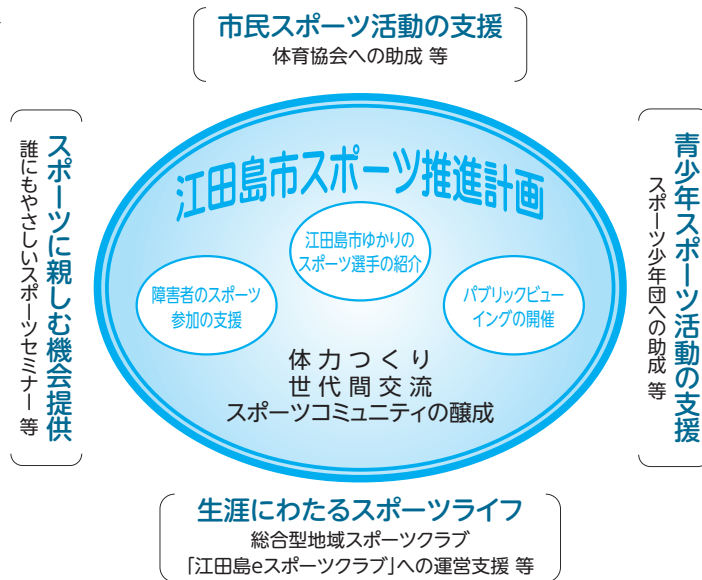 市民スポーツ活動の支援
体育協会への助成 等
スポーツに親しむ機会提供
誰にもやさしいスポーツセミナー 等
江田島市スポーツ推進計画
江田島市ゆかりの
スポーツ選手の紹介
障害者のスポーツ
参加の支援
パブリックビュー
イングの開催
体力つくり
世代間交流
スポーツコミュニティの醸成
青少年スポーツ活動の支援
スポーツ少年団への助成 等
生涯にわたるスポーツライフ
総合型地域スポーツクラブ
「江田島eスポーツクラブ」への運営支援 等